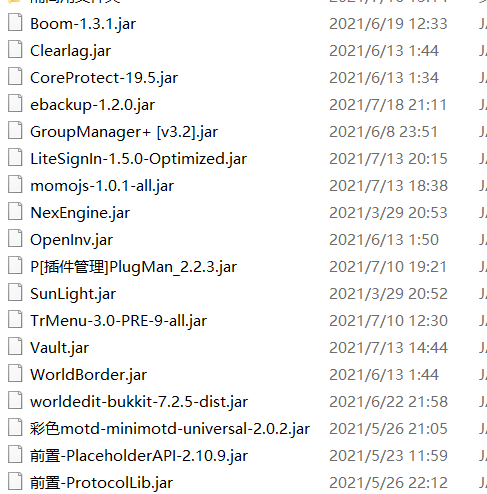 Boom-1.3.1.jar 2021/6/19 12:33
Clearlag.jar 2021/6/13 1:44
CoreProtect-19.5.jar 2021/6/13 1:34
ebackup-1.2.0.jar 2021/7/18 21:11
GroupManager+ [v3.2].jar 2021/6/8 23:51
LiteSignIn-1.5.0-Optimized.jar 2021/7/13 20:15
momojs-1.0.1-all.jar 2021/7/13 18:38
NexEngine.jar 2021/3/29 20:53
OpenInv.jar 2021/6/13 1:50
P[插件管理]PlugMan_2.2.3.jar 2021/7/10 19:21
SunLight.jar 2021/3/29 20:52
TrMenu-3.0-PRE-9-all.jar 2021/7/10 12:30
Vault.jar 2021/7/13 14:44
WorldBorder.jar 2021/6/13 1:44
worldedit-bukkit-7.2.5-dist.jar 2021/6/22 21:58
彩色motd-minimotd-universal-2.0.2.jar 2021/5/26 21:05
前置-PlaceholderAPI-2.10.9.jar 2021/5/23 11:59
前置-ProtocolLib.jar 2021/5/26 22:12